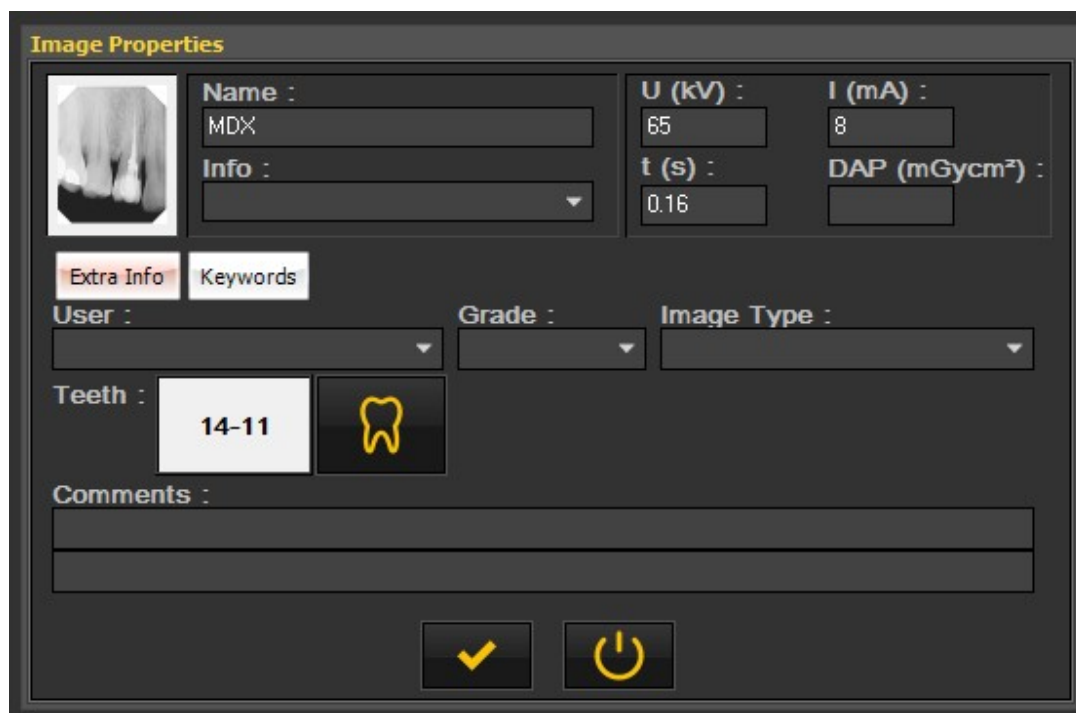 Image Properties
Name :
MDX
Info :
U (kV) :
I (mA) :
65
8
t (s) :
DAP (mGycm²) :
0.16
Extra Info
Keywords
User :
Grade :
Image Type :
Teeth :
14-11
Comments :